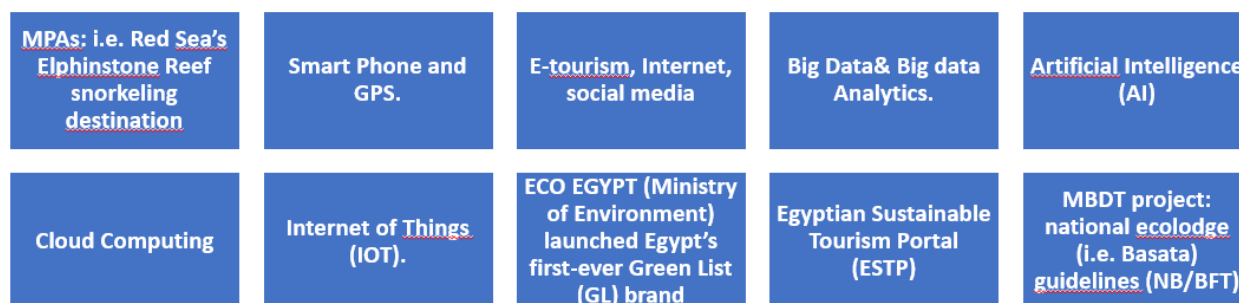 MPAs: i.e. Red Sea's
Elphinstone Reef
snorkeling
destination
Smart Phone and
GPS.
E-tourism, Internet,
social media
Big Data& Big data
Analytics.
Artificial Intelligence
(AI)
Cloud Computing
Internet of Things
(IOT).
ECO EGYPT (Ministry
of Environment)
launched Egypt's
first-ever Green List
(GL) brand
Egyptian Sustainable
Tourism Portal
(ESTP)
MBDT project:
national ecolodge
(i.e. Basata)
guidelines (NB/BFT)